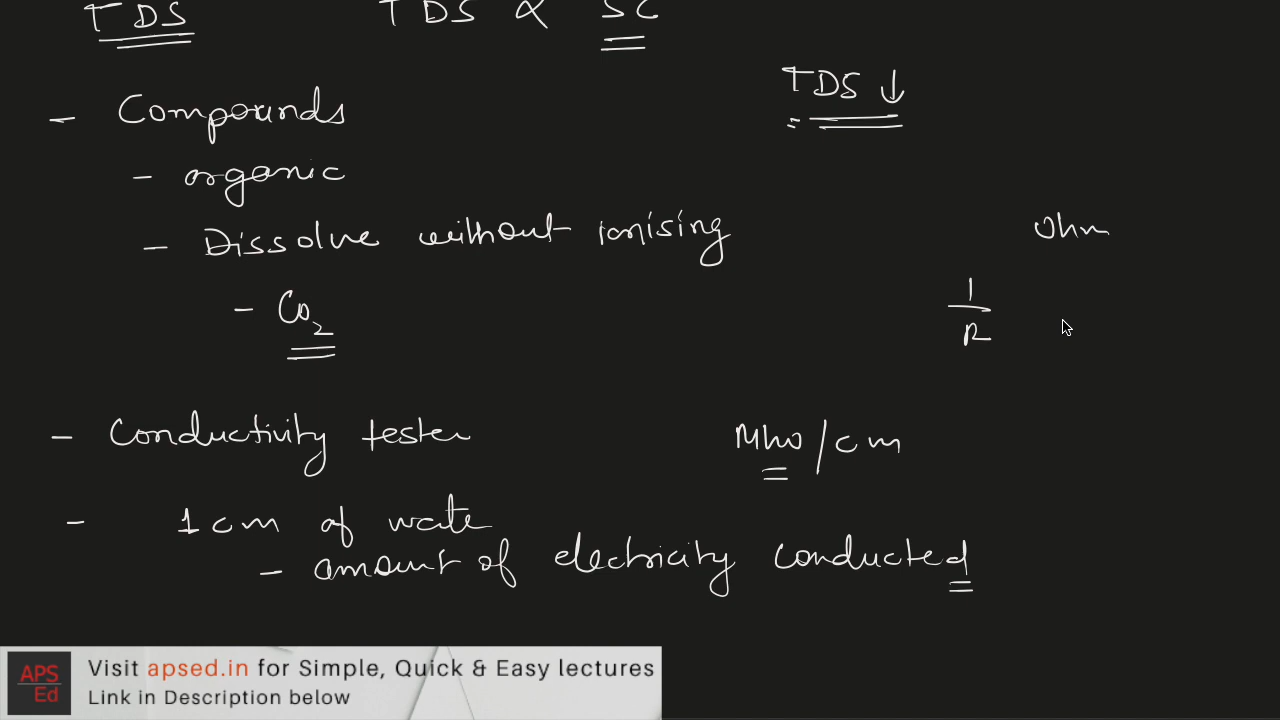 TDS TDS ∝ SC
TDS ↓
- Compounds
- organic
- Dissolve without ionising
Ohm
- CO2
1/R
- Conductivity tester
Mho/cm
- 1 cm of wate
- amount of electricity conducted
APS Ed
Visit apsed.in for Simple, Quick & Easy lectures
Link in Description below